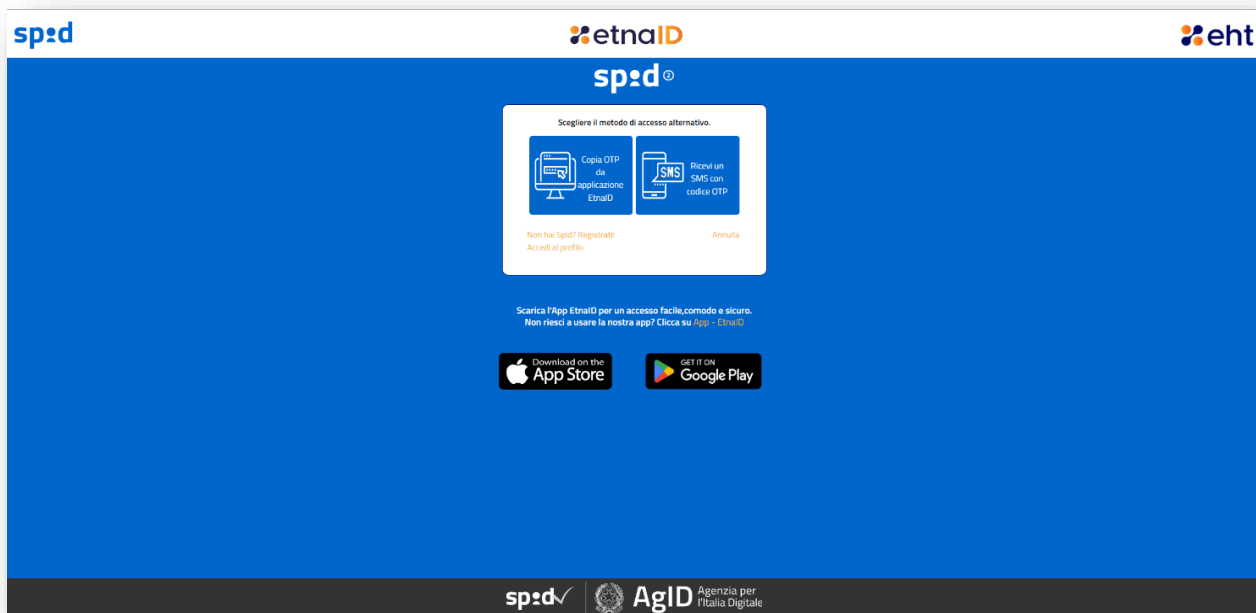 spid
etnaID
eht
spid 2
Scegliere il metodo di accesso alternativo.
Copia OTP
da
applicazione
EtnaID
SMS
Ricevi un
SMS con
codice OTP
Non hai Spid? Registrati!
Annulla
Accedi al profilo
Scarica l'App EtnaID per un accesso facile,comodo e sicuro.
Non riesci a usare la nostra app? Clicca su App - EtnaID
Download on the
App Store
GET IT ON
Google Play
spid
AgID
Agenzia per
l'Italia Digitale